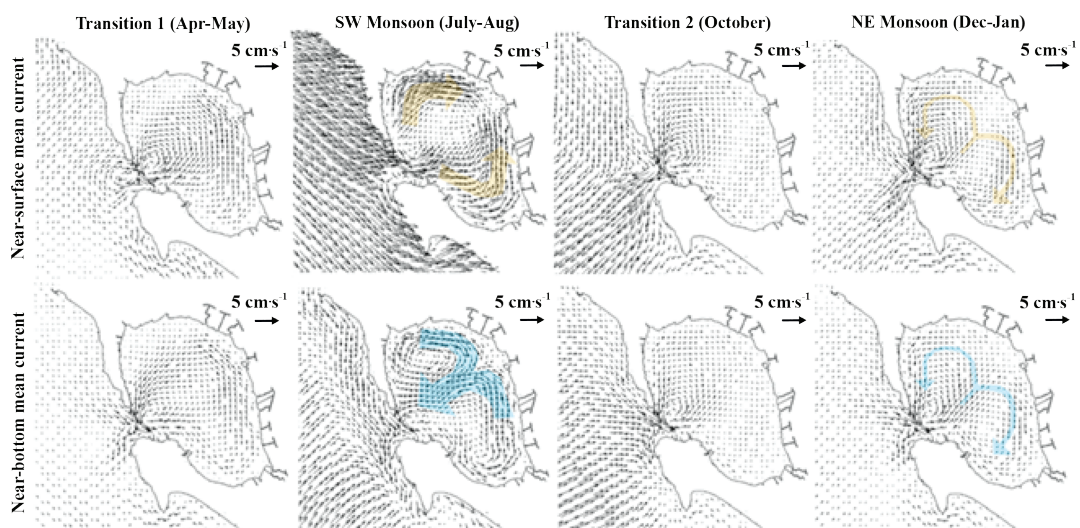 Transition 1 (Apr-May)
SW Monsoon (July-Aug)
Transition 2 (October)
NE Monsoon (Dec-Jan)
Near-surface mean current
5 cm·s⁻¹
5 cm·s⁻¹
5 cm·s⁻¹
5 cm·s⁻¹
Near-bottom mean current
5 cm·s⁻¹
5 cm·s⁻¹
5 cm·s⁻¹
5 cm·s⁻¹